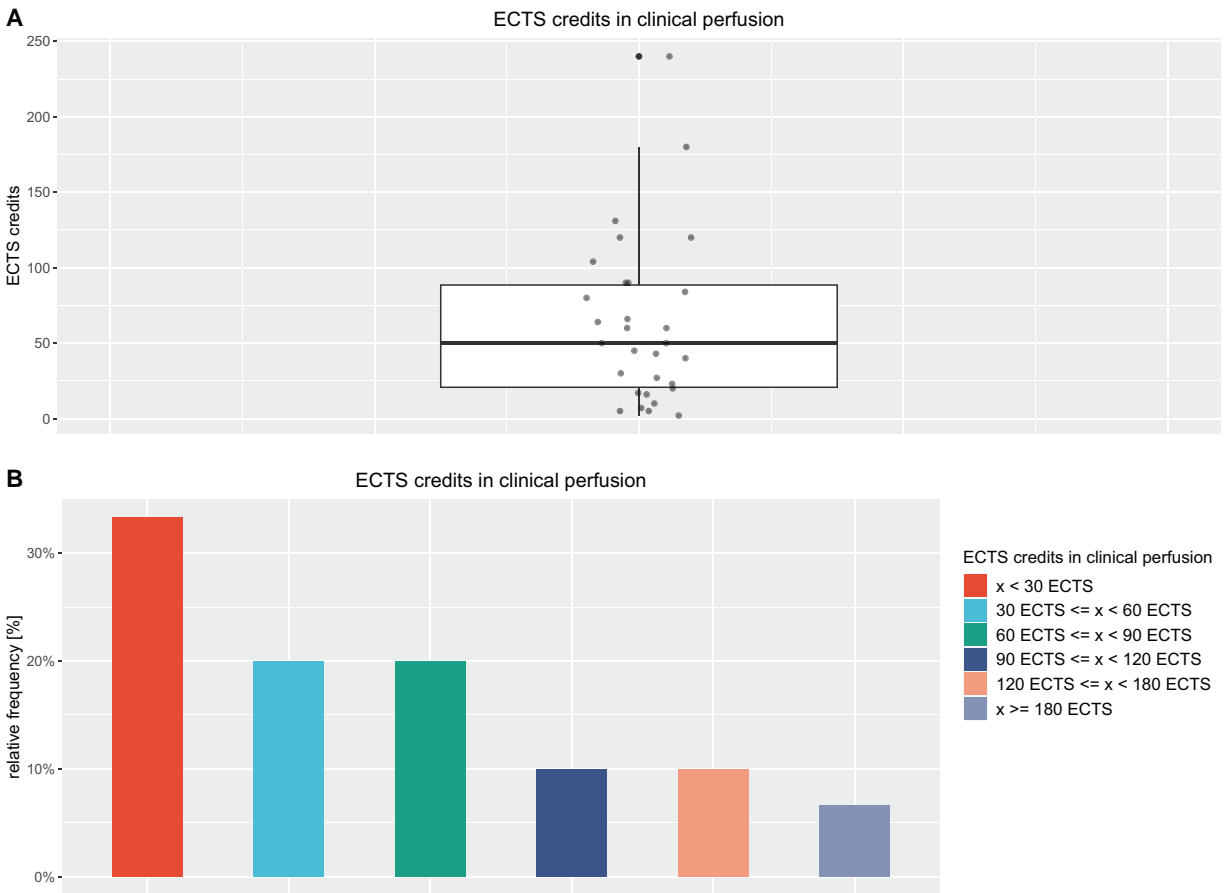 A
ECTS credits in clinical perfusion
ECTS credits
250
200
150
100
50
0
B
ECTS credits in clinical perfusion
relative frequency [%]
30%
20%
10%
0%
ECTS credits in clinical perfusion
x < 30 ECTS
30 ECTS <= x < 60 ECTS
60 ECTS <= x < 90 ECTS
90 ECTS <= x < 120 ECTS
120 ECTS <= x < 180 ECTS
x >= 180 ECTS